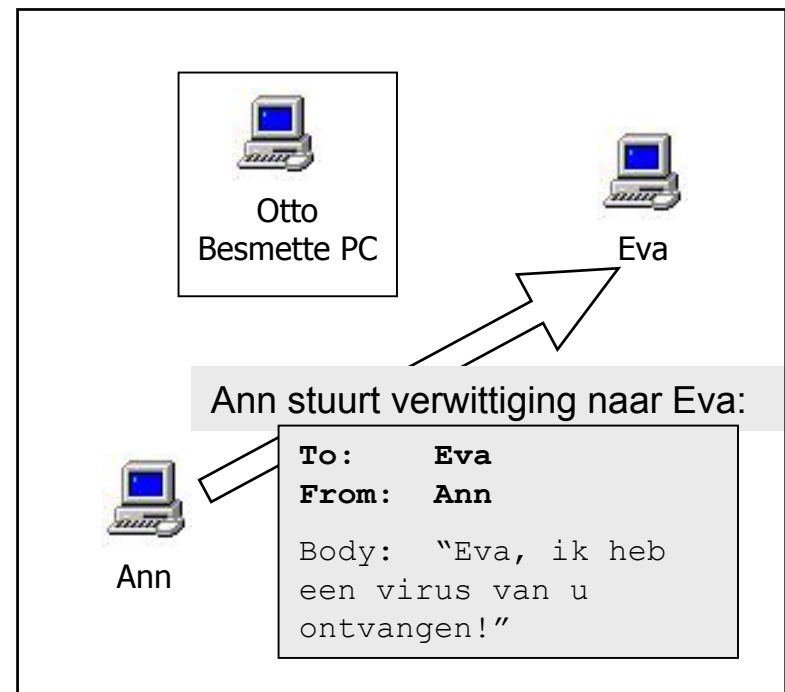 Otto
Besmette PC
Eva
Ann stuurt verwittiging naar Eva:
To: Eva
From: Ann
Body: “Eva, ik heb
een virus van u
ontvangen!”
Ann